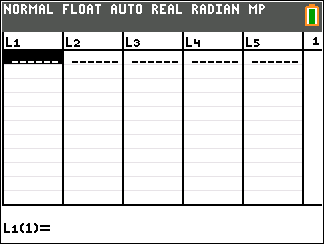 NORMAL FLOAT AUTO REAL RADIAN MP
L1 L2 L3 L4 L5 1
------ ------ ------ ------ ------
L1(1)=